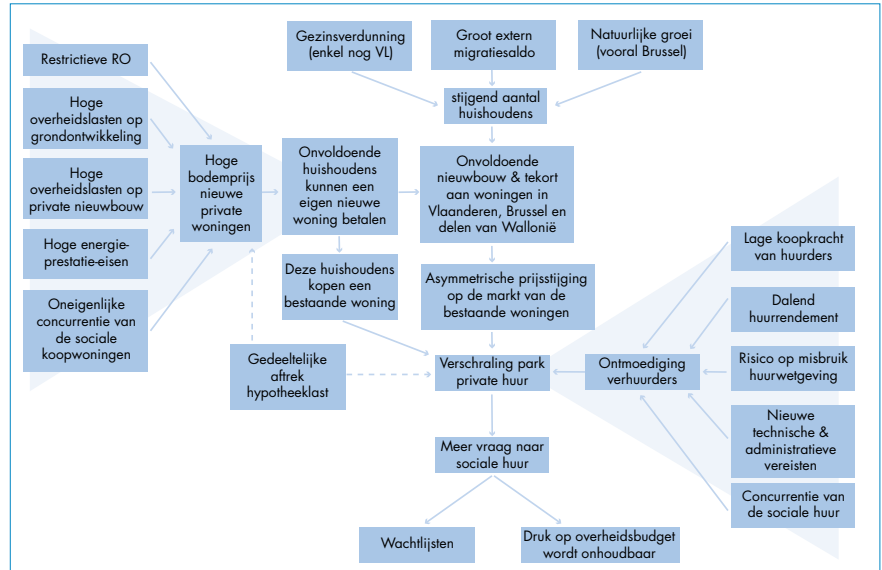 Gezinsverdunning
(enkel nog VL)
Groot extern
migratiesaldo
Natuurlijke groei
(vooral Brussel)
Restrictieve RO
stijgend aantal
huishoudens
Hoge
overheidslasten op
grondontwikkeling
Hoge
overheidslasten op
private nieuwbouw
Hoge energie-
prestatie-eisen
Oneigenlijke
concurrentie van
de sociale
koopwoningen
Hoge
bodemprijs
nieuwe
private
woningen
Onvoldoende
huishoudens
kunnen een
eigen nieuwe
woning betalen
Onvoldoende
nieuwbouw & tekort
aan woningen in
Vlaanderen, Brussel en
delen van Wallonië
Deze huishoudens
kopen een
bestaande woning
Asymmetrische prijsstijging
op de markt van de
bestaande woningen
Gedeeltelijke
aftrek
hypotheeklast
Verschraling park
private huur
Ontmoediging
verhuurders
Lage koopkracht
van huurders
Dalend
huurrendement
Risico op misbruik
huurwetgeving
Nieuwe
technische &
administratieve
vereisten
Concurrentie van
de sociale huur
Meer vraag naar
sociale huur
Wachtlijsten
Druk op overheidsbudget
wordt onhoudbaar